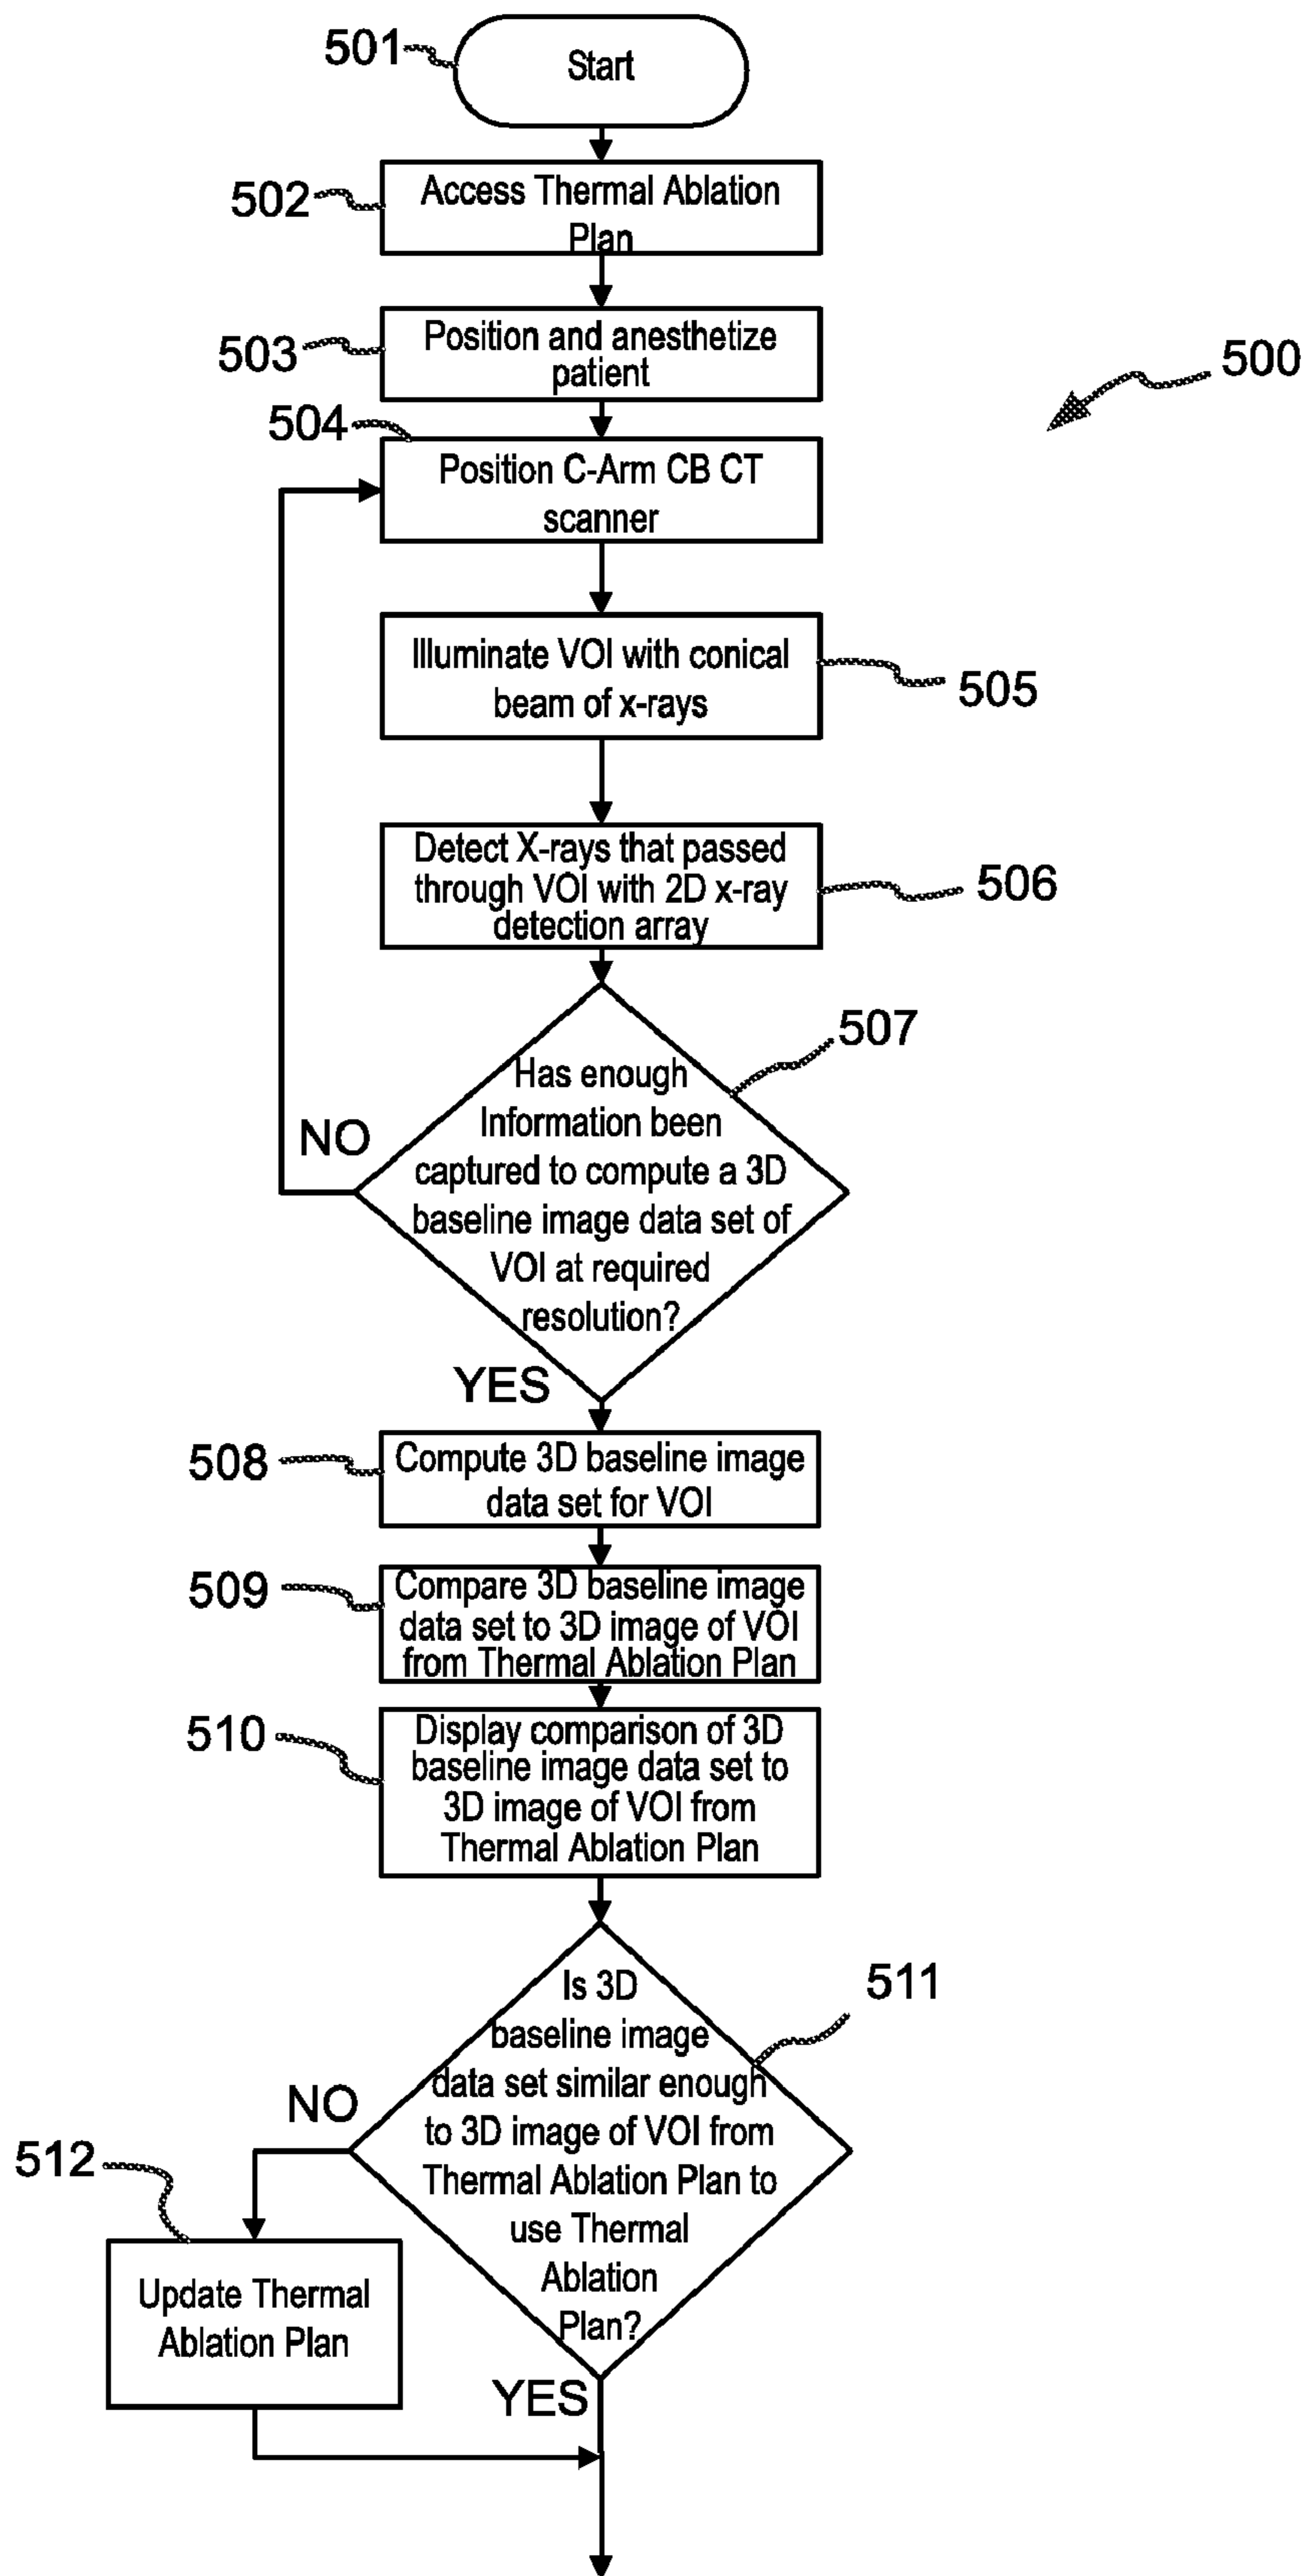 501
Start
502
Access Thermal Ablation
Plan
503
Position and anesthetize
patient
500
504
Position C-Arm CB CT
scanner
Illuminate VOI with conical
beam of x-rays
505
Detect X-rays that passed
through VOI with 2D x-ray
detection array
506
507
Has enough
Information been
captured to compute a 3D
baseline image data set of
VOI at required
resolution?
NO
YES
508
Compute 3D baseline image
data set for VOI
509
Compare 3D baseline image
data set to 3D image of VOI
from Thermal Ablation Plan
510
Display comparison of 3D
baseline image data set to
3D image of VOI from
Thermal Ablation Plan
511
Is 3D
baseline image
data set similar enough
to 3D image of VOI from
Thermal Ablation Plan to
use Thermal
Ablation
Plan?
NO
512
Update Thermal
Ablation Plan
YES